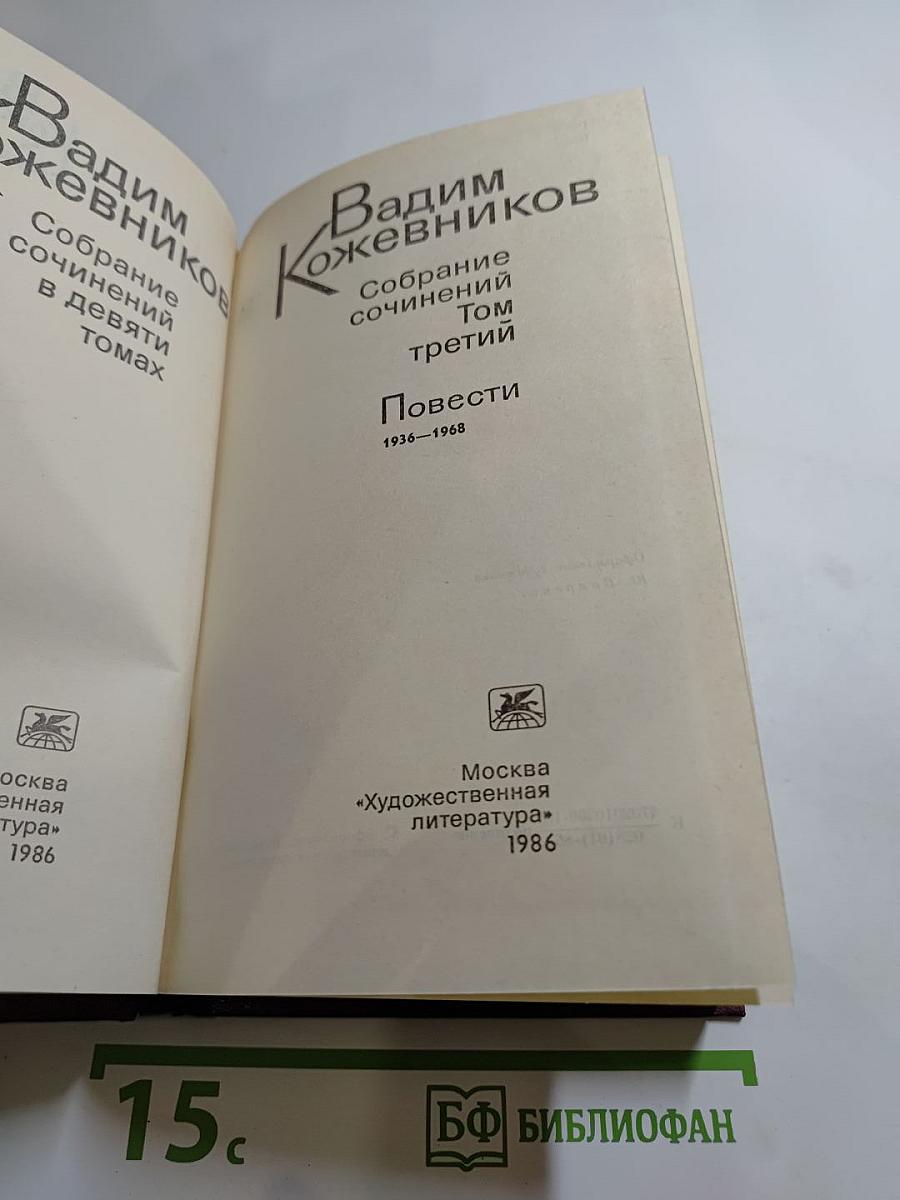 Вадим
Кожевников
Собрание
сочинений
в девяти
томах
Москва
1986
Вадим
Кожевников
Собрание
сочинений
Том
третий
Повести
1936—1968
Москва
«Художественная
литература»
1986
15 с
БФ БИБЛИОФАН